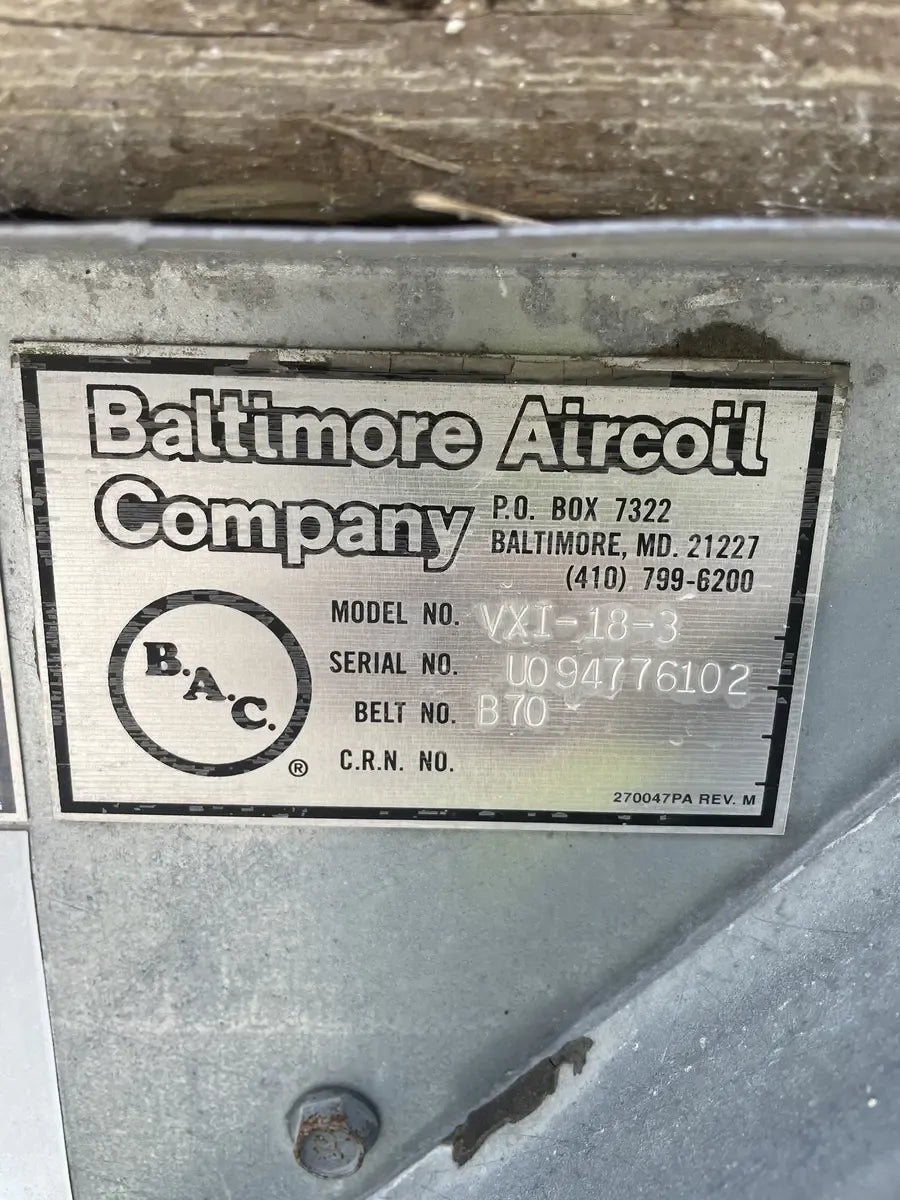 Baltimore Aircoil
Company
P.O. BOX 7322
BALTIMORE, MD. 21227
(410) 799-6200
MODEL NO. VXI-18-3
SERIAL NO. U094776102
BELT NO. B70
C.R.N. NO.
B.A.C.
®
270047PA REV. M